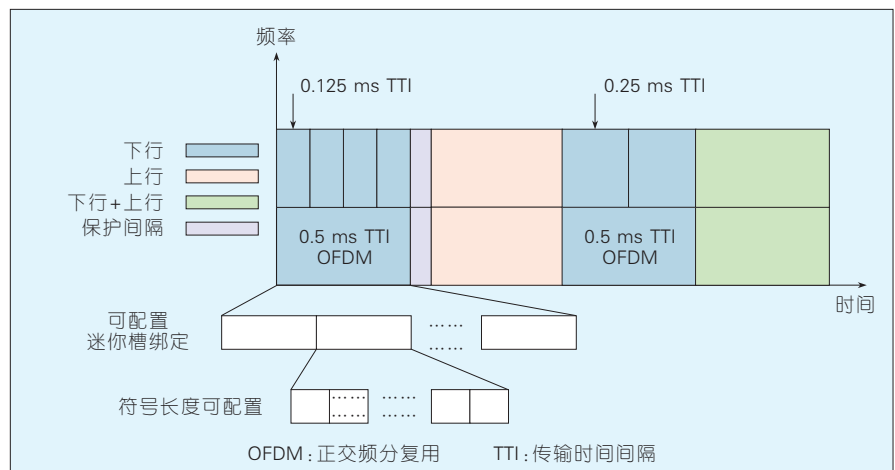 频率
0.125 ms TTI
0.25 ms TTI
下行
上行
下行+上行
保护间隔
0.5 ms TTI
OFDM
0.5 ms TTI
OFDM
时间
可配置
迷你槽绑定
……
……
符号长度可配置
……
……
……
……
OFDM：正交频分复用 TTI：传输时间间隔